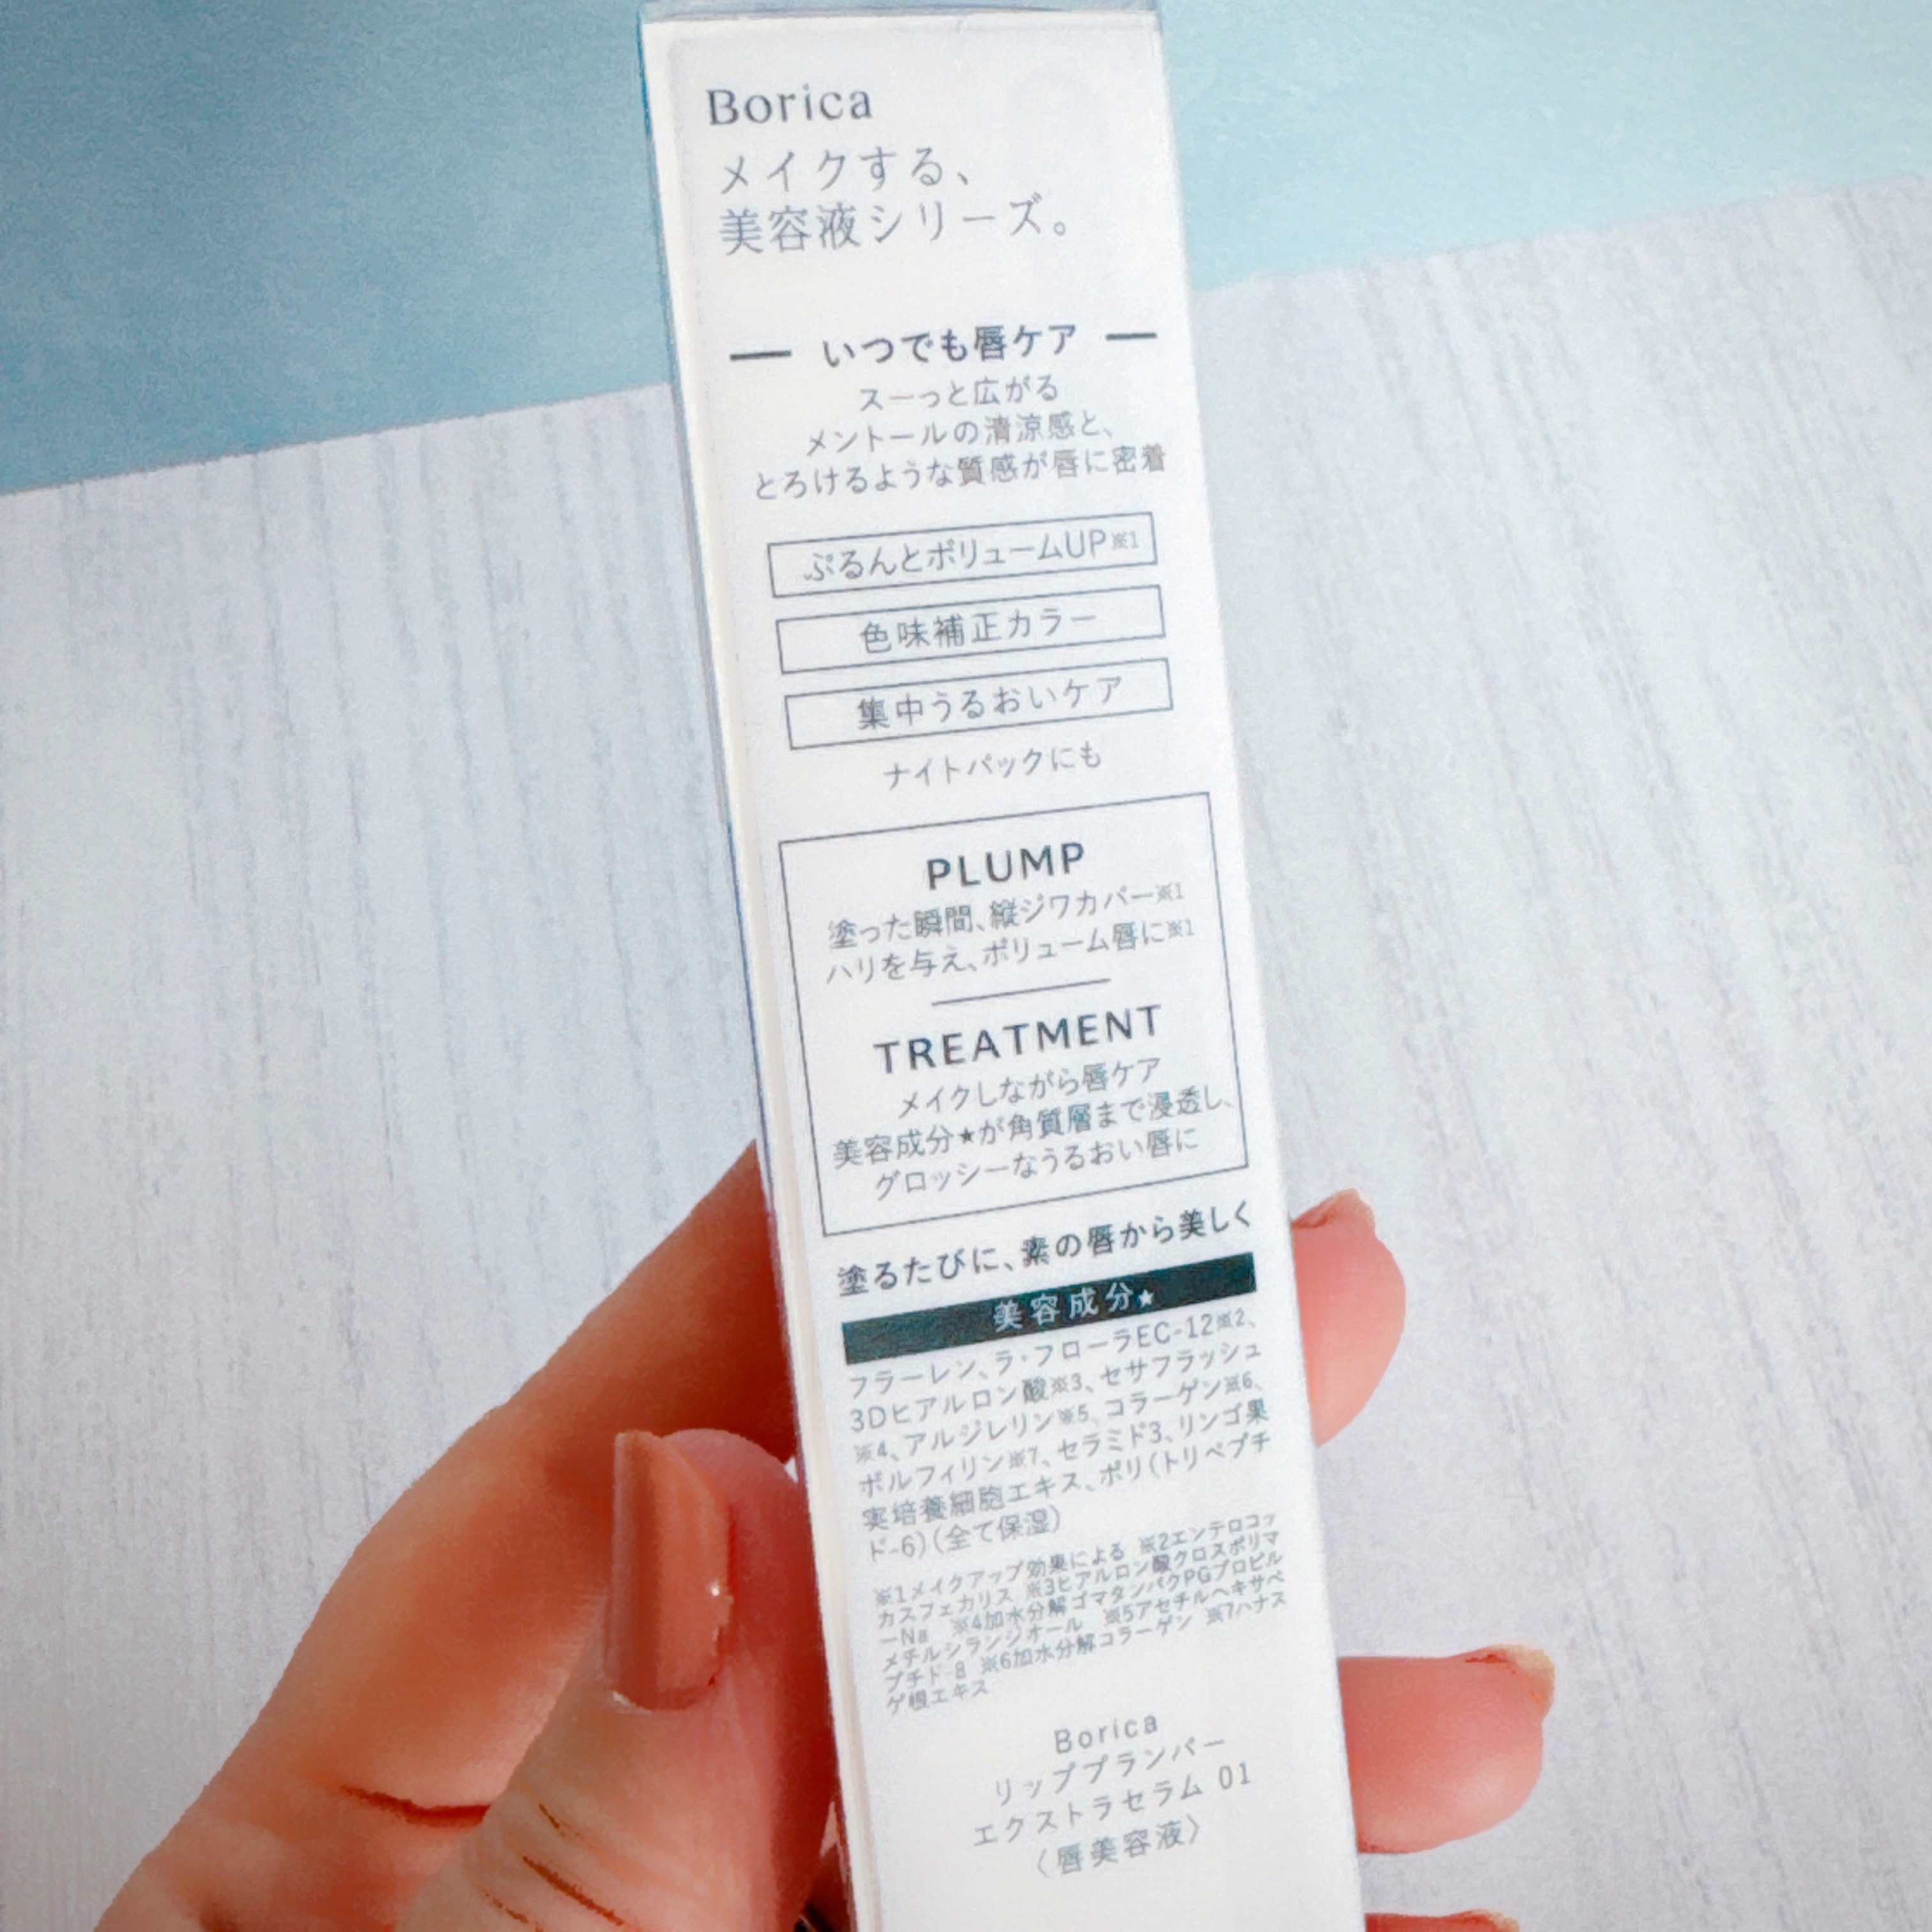 Borica
メイクする、
美容液シリーズ。
いつでも唇ケア
スーっと広がる
メントールの清涼感と、
とろけるような質感が唇に密着
ぷるんとボリュームUP※1
色味補正カラー
集中うるおいケア
ナイトパックにも
PLUMP
塗った瞬間、縦ジワカバー※1
ハリを与え、ボリューム唇に※1
TREATMENT
メイクしながら唇ケア
美容成分★が角質層まで浸透し、
グロッシーなうるおい唇に
塗るたびに、素の唇から美しく
美容成分★
フラーレン、ラ・フローラEC-12※2、
3Dヒアルロン酸※3、セサフラッシュ
※4、アルジレリン※5、コラーゲン※6、
ボルフィリン※7、セラミド3、リンゴ果
実培養細胞エキス、ポリ(トリペプチ
ド-6)(全て保湿)
※1メイクアップ効果による ※2エンテロコッ
カスフェカリス ※3ヒアルロン酸クロスポリマ
ーNa ※4加水分解ゴマタンパクPGプロピル
メチルシランジオール ※5アセチルヘキサペ
プチド-8 ※6加水分解コラーゲン ※7ハナス
ゲ根エキス
Borica
リッププランパー
エクストラセラム 01
〈唇美容液〉